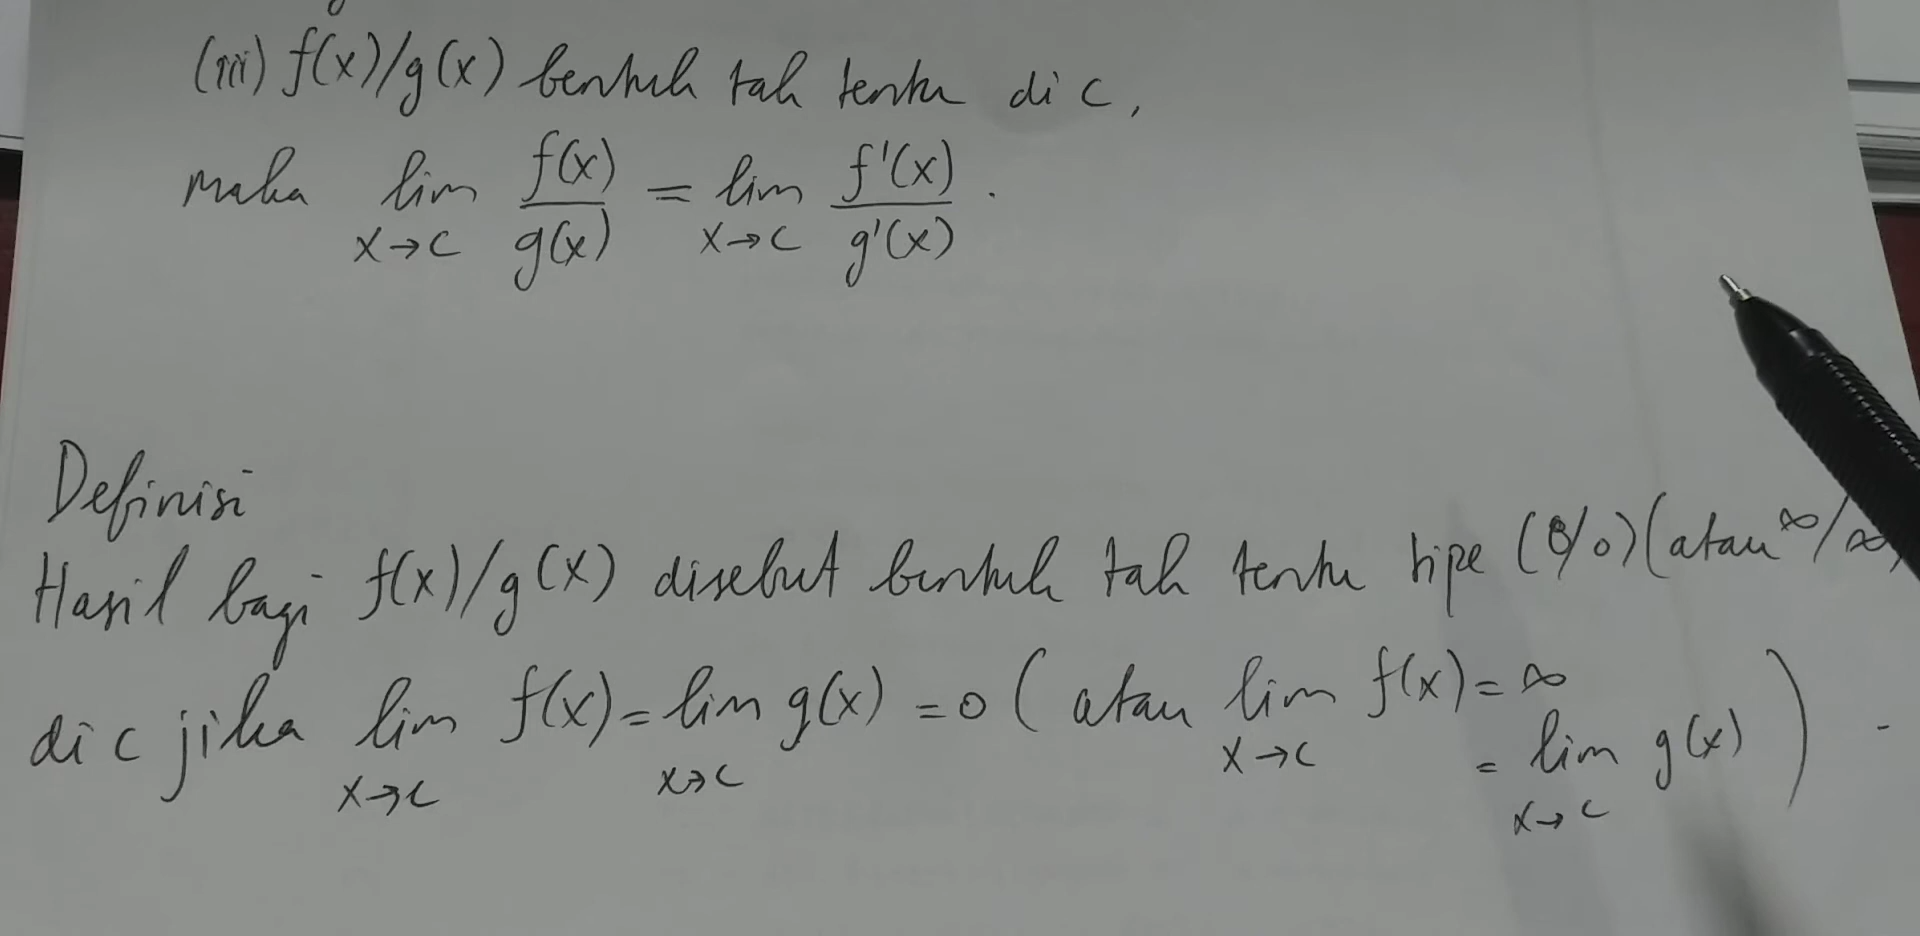 (iii) f(x)/g(x) bentuk tak tentu di c,
maka lim x→c f(x)/g(x) = lim x→c f'(x)/g'(x).
Definisi
Hasil bagi f(x)/g(x) disebut bentuk tak tentu tipe (0/0) (atau ∞/∞)
di c jika lim x→c f(x) = lim x→c g(x) = 0 ( atau lim x→c f(x) = ∞
= lim x→c g(x) ) .